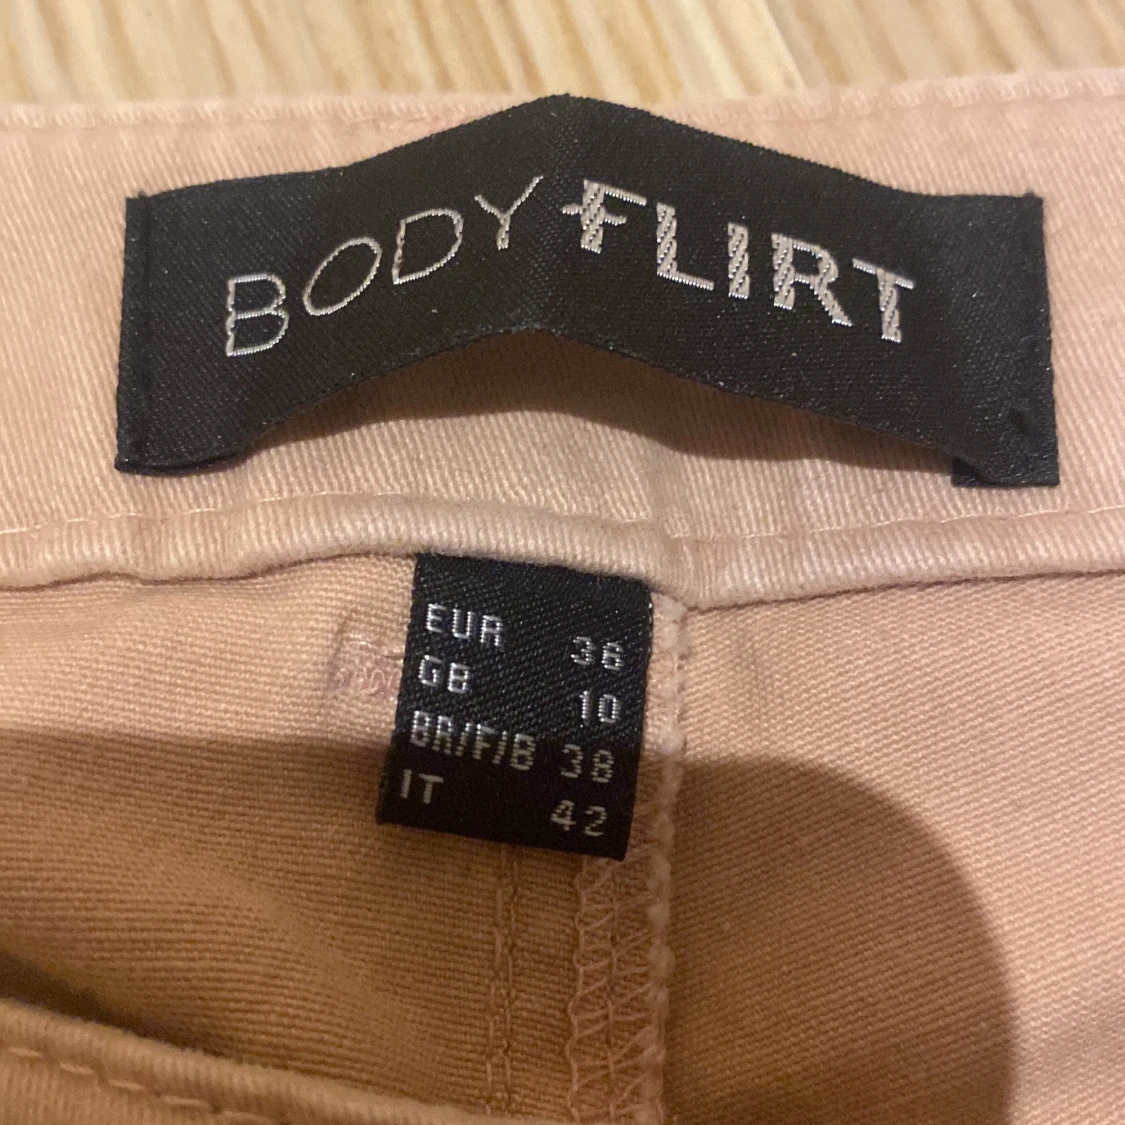 BODY FLIRT
EUR 36
GB 10
BR/F/B 38
IT 42